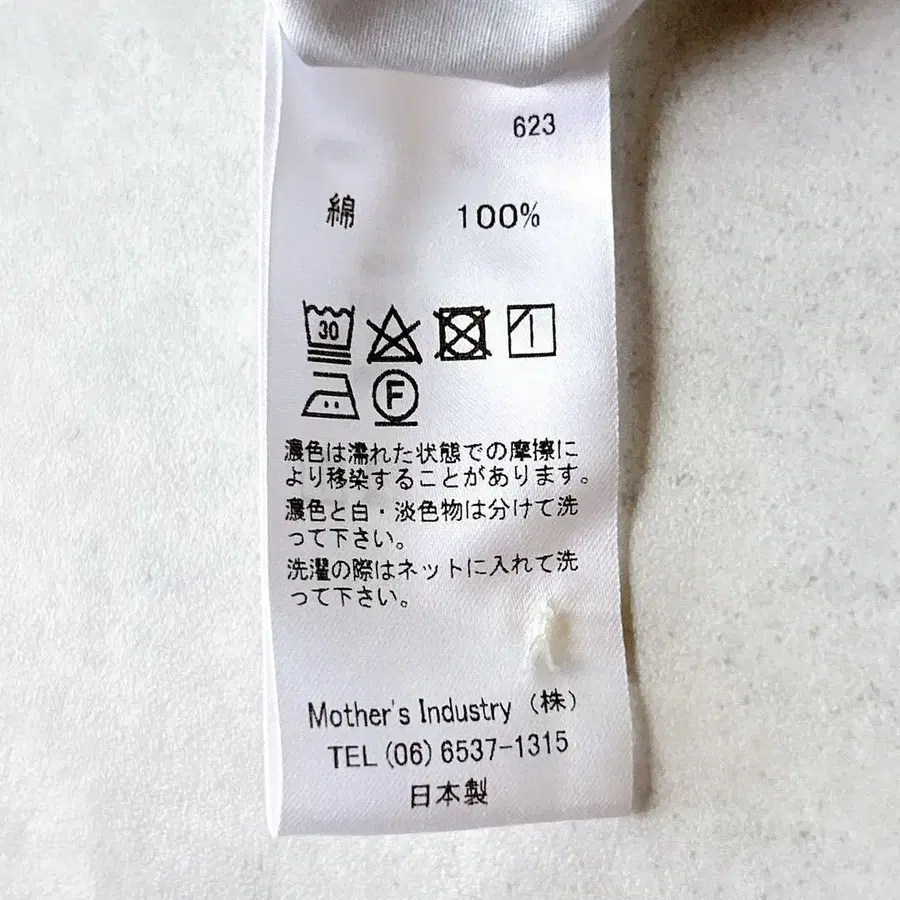 623
綿 100%
30
F
濃色は濡れた状態での摩擦に
より移染することがあります。
濃色と白・淡色物は分けて洗
って下さい。
洗濯の際はネットに入れて洗
って下さい。
Mother's Industry（株）
TEL(06)6537-1315
日本製